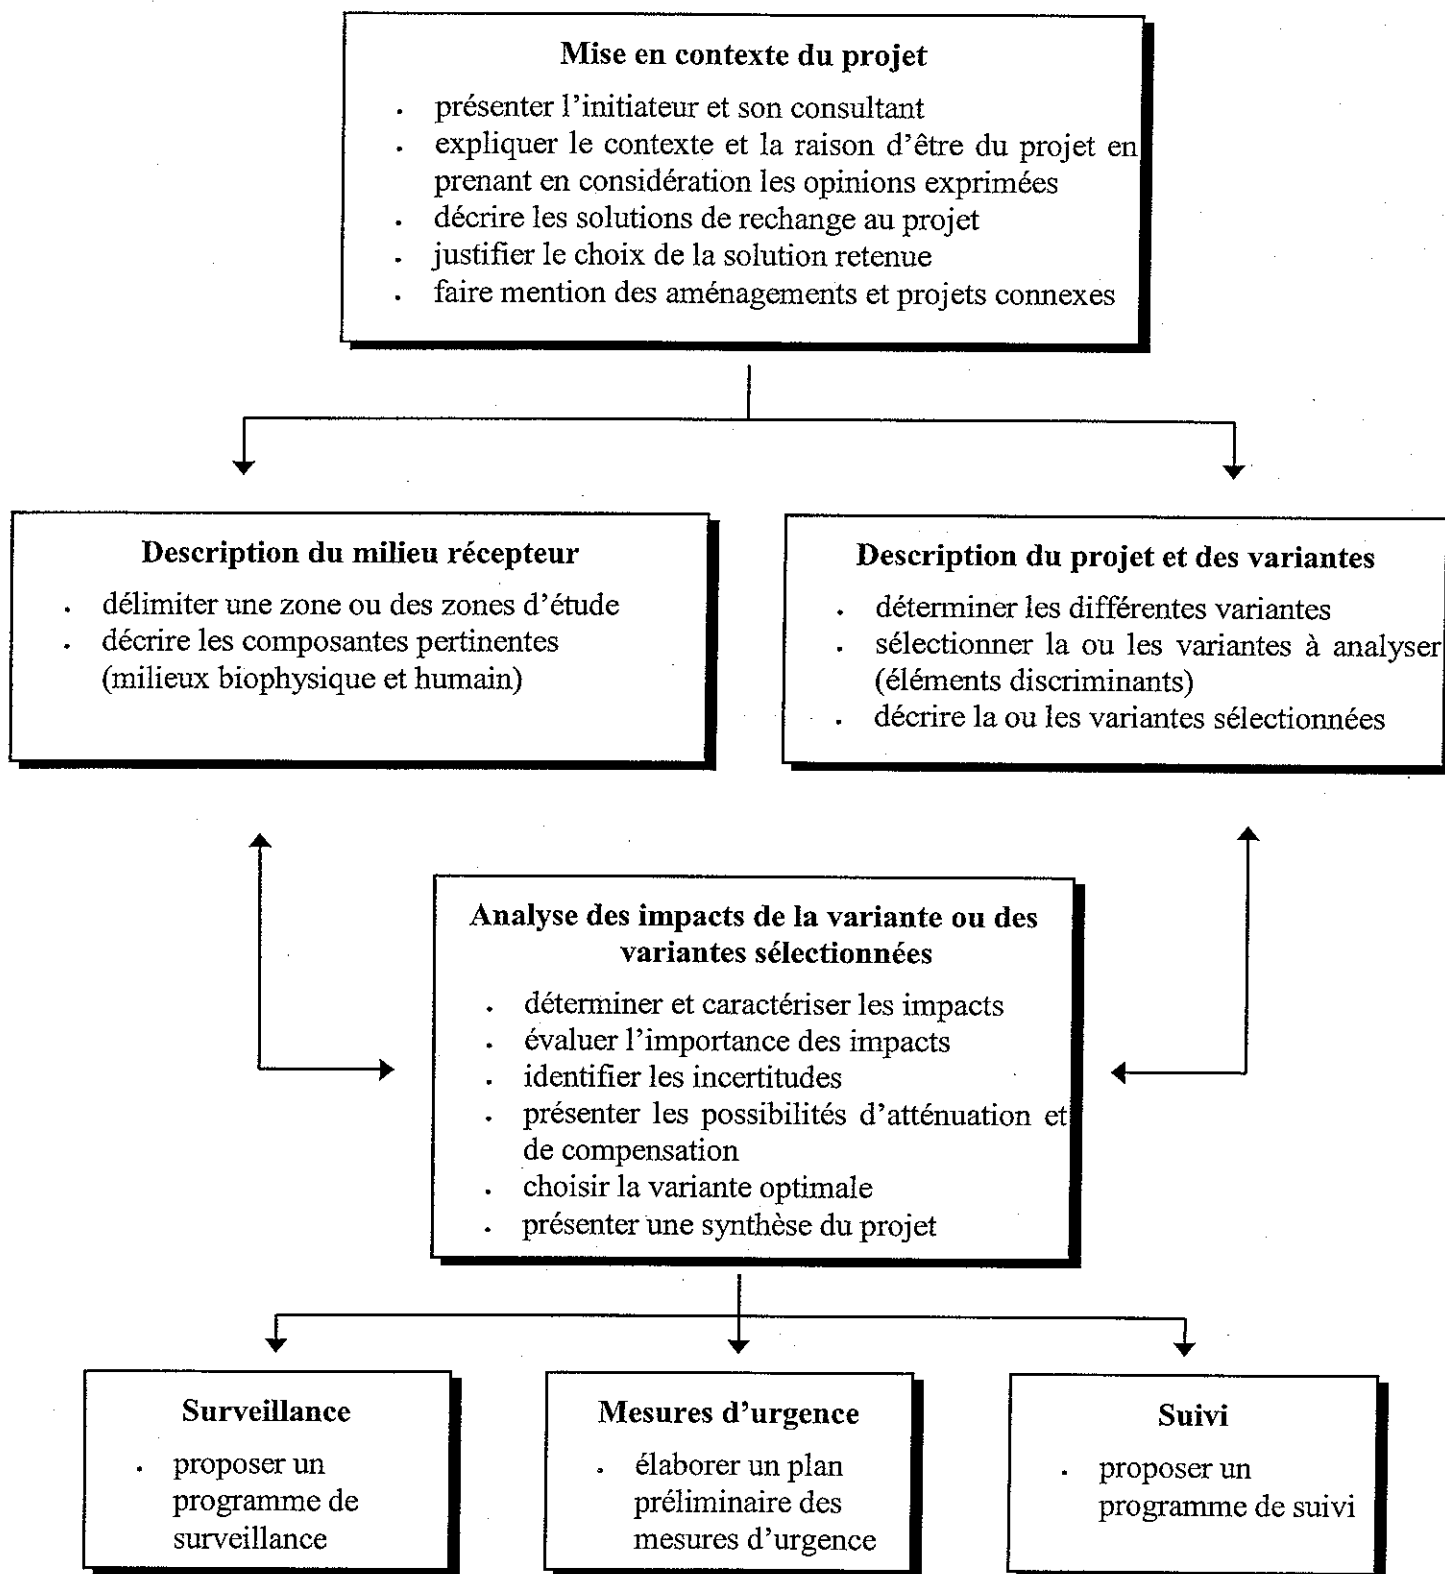 Mise en contexte du projet
. présenter l'initiateur et son consultant
. expliquer le contexte et la raison d'être du projet en
prenant en considération les opinions exprimées
. décrire les solutions de rechange au projet
. justifier le choix de la solution retenue
. faire mention des aménagements et projets connexes
Description du milieu récepteur
. délimiter une zone ou des zones d'étude
. décrire les composantes pertinentes
(milieux biophysique et humain)
Description du projet et des variantes
. déterminer les différentes variantes
. sélectionner la ou les variantes à analyser
(éléments discriminants)
. décrire la ou les variantes sélectionnées
Analyse des impacts de la variante ou des
variantes sélectionnées
. déterminer et caractériser les impacts
. évaluer l'importance des impacts
. identifier les incertitudes
. présenter les possibilités d'atténuation et
de compensation
. choisir la variante optimale
. présenter une synthèse du projet
Surveillance
. proposer un
programme de
surveillance
Mesures d'urgence
. élaborer un plan
préliminaire des
mesures d'urgence
Suivi
. proposer un
programme de suivi